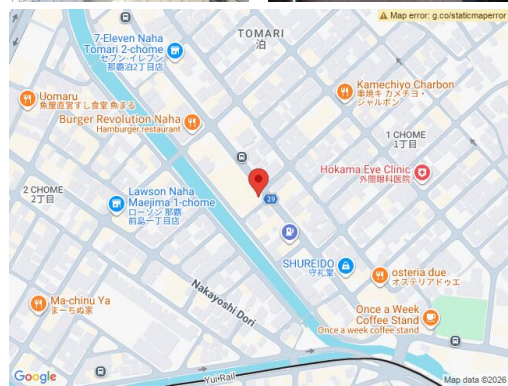 Map error: g.co/staticmaperror
TOMARI
泊
7-Eleven Naha
Tomari 2-chome
セブン-イレブン
那覇泊2丁目店
Kamechiyo Charbon
串焼キ カメチヨ・
シャルボン
Uomaru
魚屋直営すし食堂 魚まる
Burger Revolution Naha
Hamburger restaurant
1 CHOME
1丁目
Hokama Eye Clinic
外間眼科医院
2 CHOME
2丁目
Lawson Naha
Maejima 1-chome
ローソン 那覇
前島一丁目店
29
SHUREIDO
守礼堂
osteria due
オステリアドゥエ
Nakayoshi Dori
Ma-chinu Ya
まーちぬ家
Once a Week
Coffee Stand
Once a week coffee stand
Yui Rail
Google
Map data ©2026